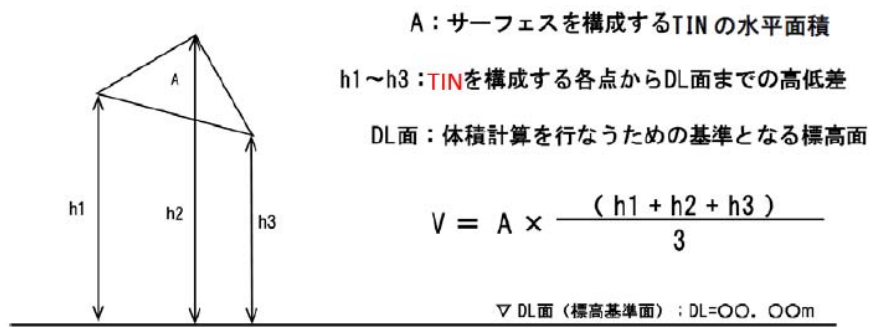 A：サーフェスを構成するTINの水平面積
h1～h3：TINを構成する各点からDL面までの高低差
DL面：体積計算を行なうための基準となる標高面
A
h1
h2
h3
V = A × ( h1 + h2 + h3 )
3
▽ DL面（標高基準面）：DL=〇〇．〇〇m